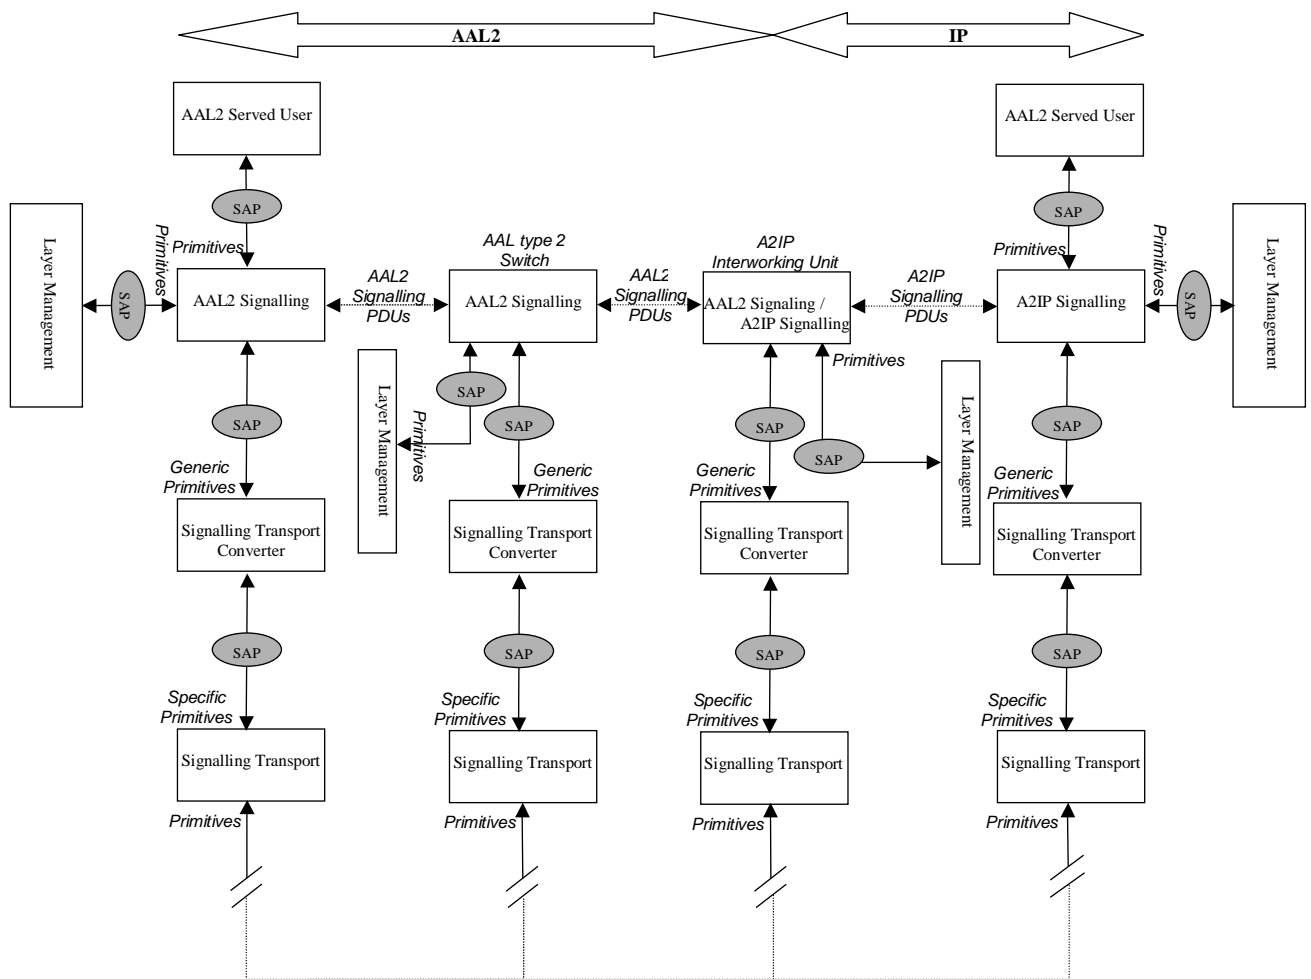 AAL2
IP
AAL2 Served User
AAL2 Served User
SAP
SAP
Layer Management
SAP
Primitives
Primitives
AAL type 2
Switch
A2IP
Interworking Unit
Primitives
Primitives
SAP
Layer Management
AAL2 Signalling
AAL2
Signalling
PDUs
AAL2 Signalling
AAL2
Signalling
PDUs
AAL2 Signaling /
A2IP Signalling
A2IP
Signalling
PDUs
A2IP Signalling
Layer Management
Primitives
SAP
Primitives
Layer Management
SAP
SAP
SAP
SAP
SAP
Generic
Primitives
Generic
Primitives
Generic
Primitives
Generic
Primitives
Signalling Transport
Converter
Signalling Transport
Converter
Signalling Transport
Converter
Signalling Transport
Converter
SAP
SAP
SAP
SAP
Specific
Primitives
Specific
Primitives
Specific
Primitives
Specific
Primitives
Signalling Transport
Signalling Transport
Signalling Transport
Signalling Transport
Primitives
Primitives
Primitives
Primitives